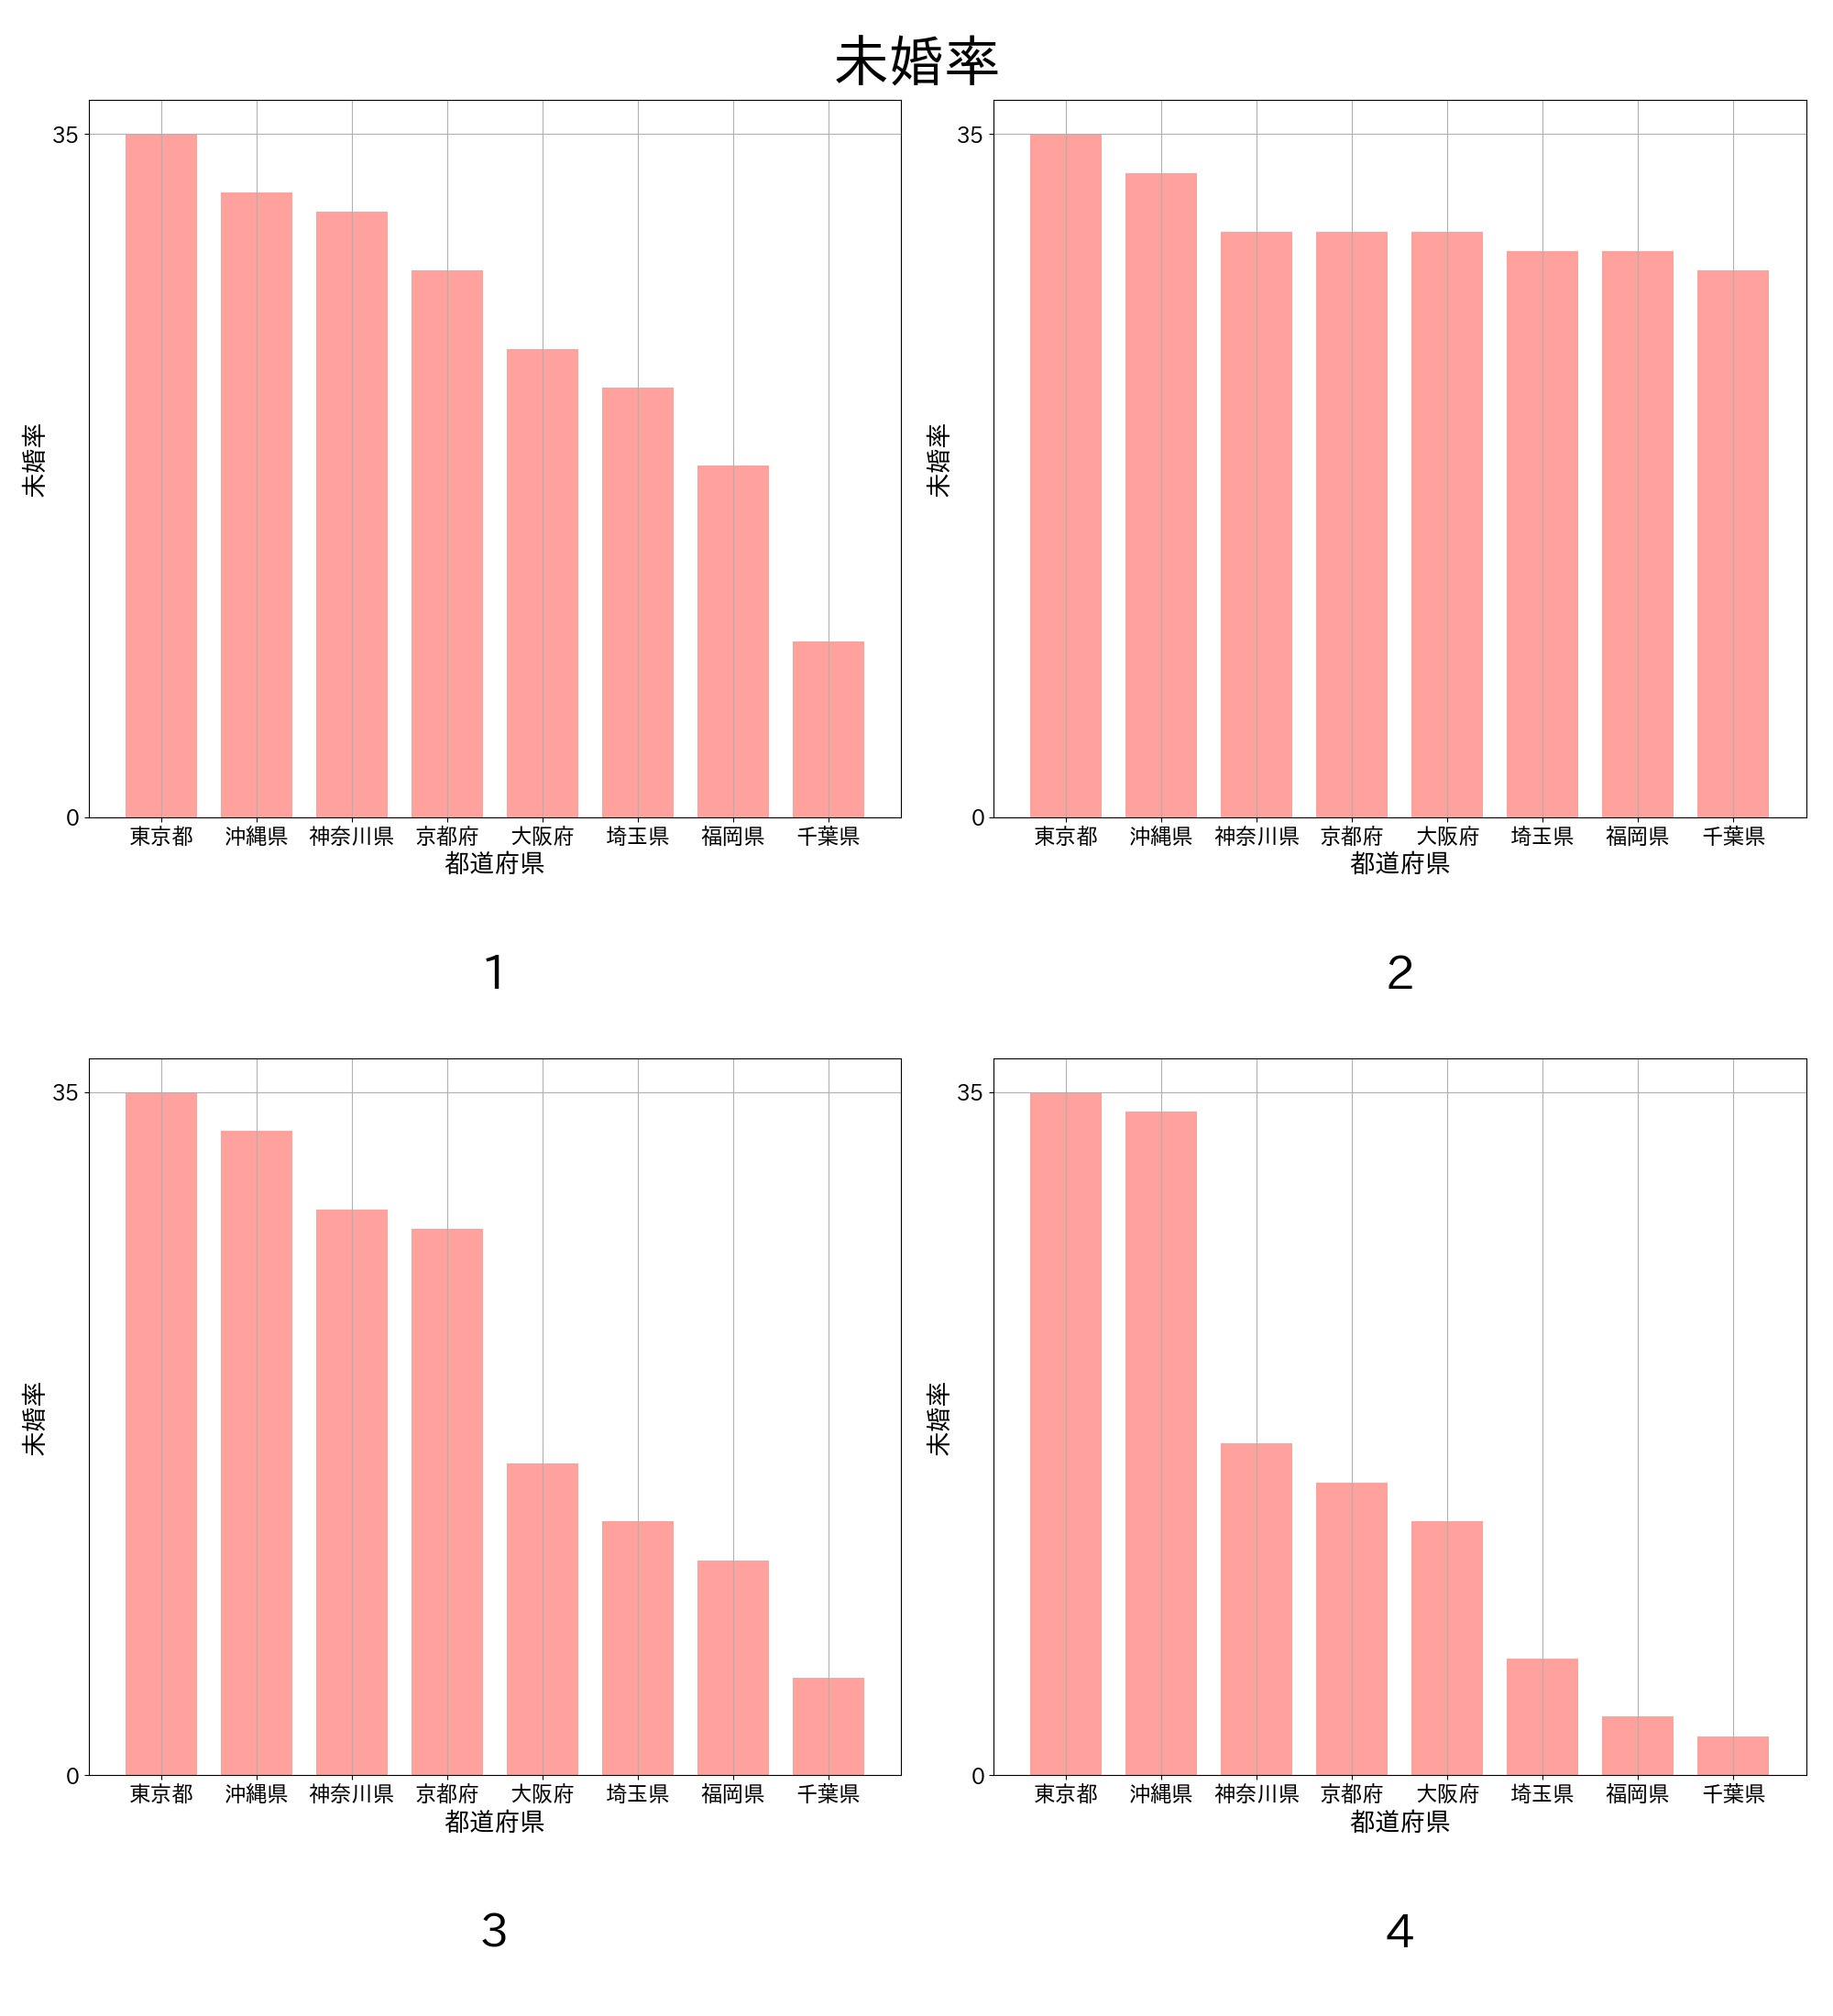 未婚率
35
0
未婚率
東京都 沖縄県 神奈川県 京都府 大阪府 埼玉県 福岡県 千葉県
都道府県
1
35
0
未婚率
東京都 沖縄県 神奈川県 京都府 大阪府 埼玉県 福岡県 千葉県
都道府県
2
35
0
未婚率
東京都 沖縄県 神奈川県 京都府 大阪府 埼玉県 福岡県 千葉県
都道府県
3
35
0
未婚率
東京都 沖縄県 神奈川県 京都府 大阪府 埼玉県 福岡県 千葉県
都道府県
4